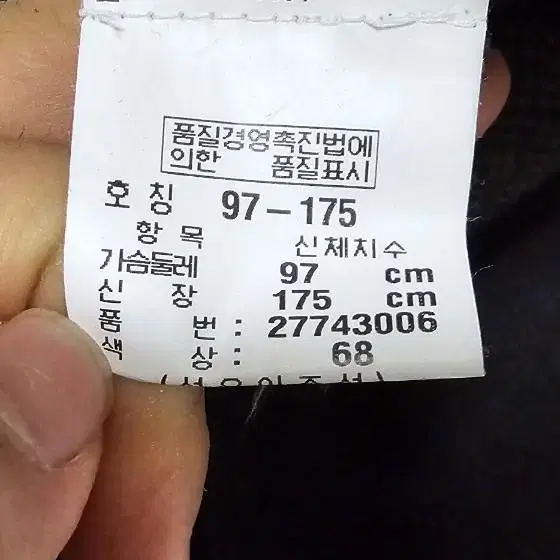 품질경영촉진법에
의한 품질표시
호 칭 97-175
항 목 신체치수
가슴둘레 97 cm
신 장 175 cm
품 번 : 27743006
색 상 : 68